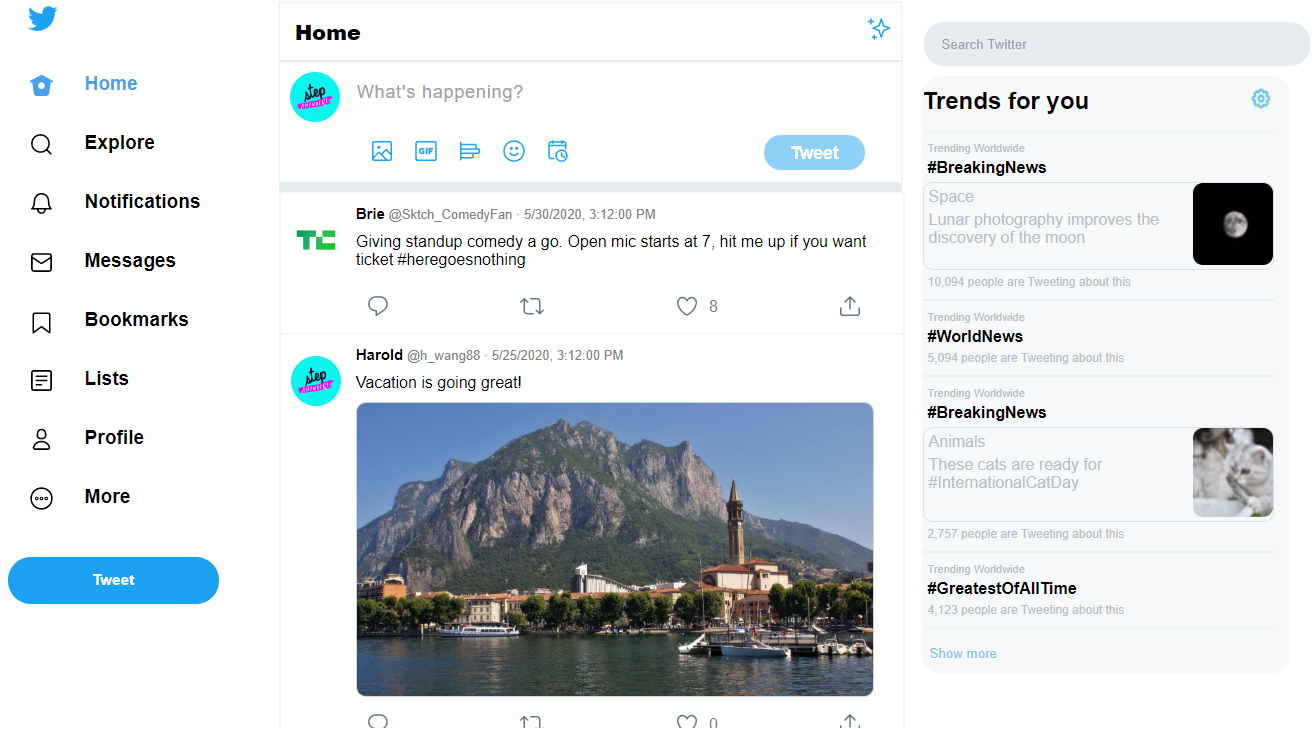 Home
Explore
Notifications
Messages
Bookmarks
Lists
Profile
More
Tweet
Home
step
What's happening?
GIF
Tweet
Brie @Sktch_ComedyFan · 5/30/2020, 3:12:00 PM
TC
Giving standup comedy a go. Open mic starts at 7, hit me up if you want
ticket #heregoesnothing
8
Harold @h_wang88 · 5/25/2020, 3:12:00 PM
step
Vacation is going great!
0
Search Twitter
Trends for you
Trending Worldwide
#BreakingNews
Space
Lunar photography improves the
discovery of the moon
10,094 people are Tweeting about this
Trending Worldwide
#WorldNews
5,094 people are Tweeting about this
Trending Worldwide
#BreakingNews
Animals
These cats are ready for
#InternationalCatDay
2,757 people are Tweeting about this
Trending Worldwide
#GreatestOfAllTime
4,123 people are Tweeting about this
Show more